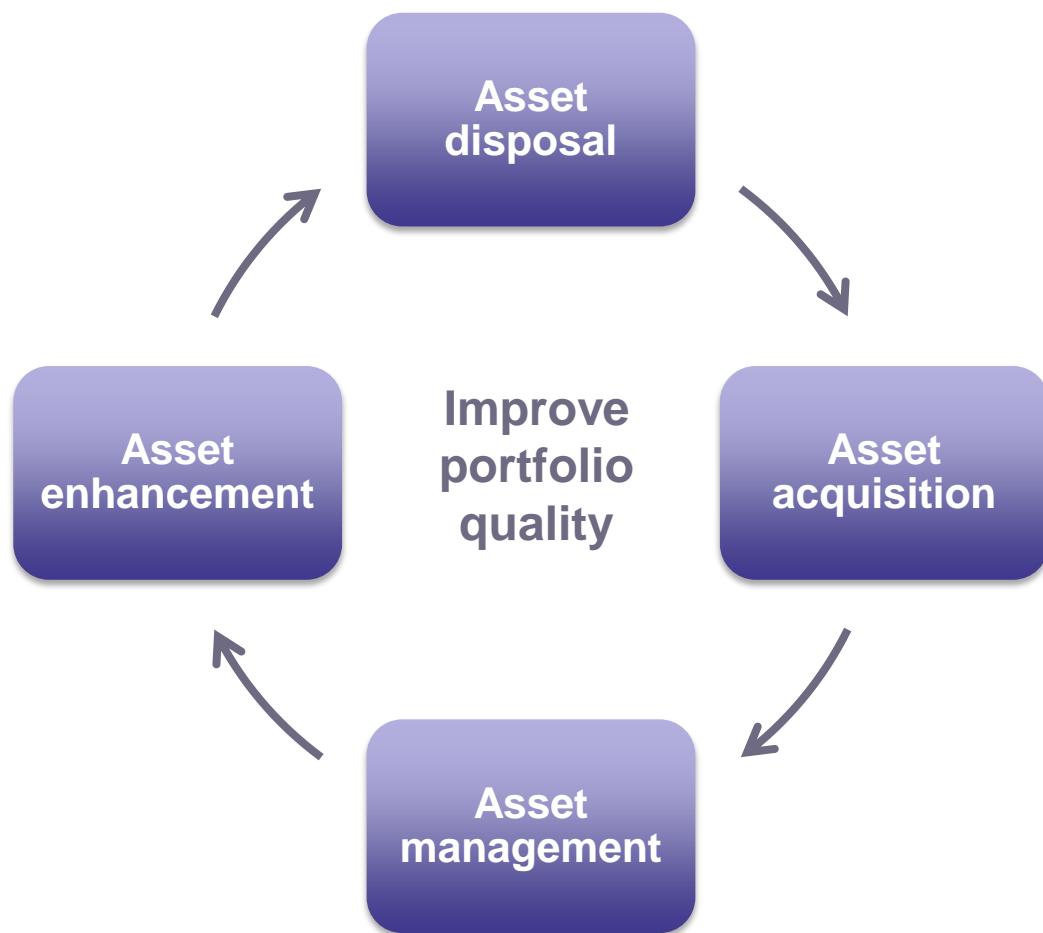 Asset
disposal
Asset
enhancement
Improve
portfolio
quality
Asset
acquisition
Asset
management